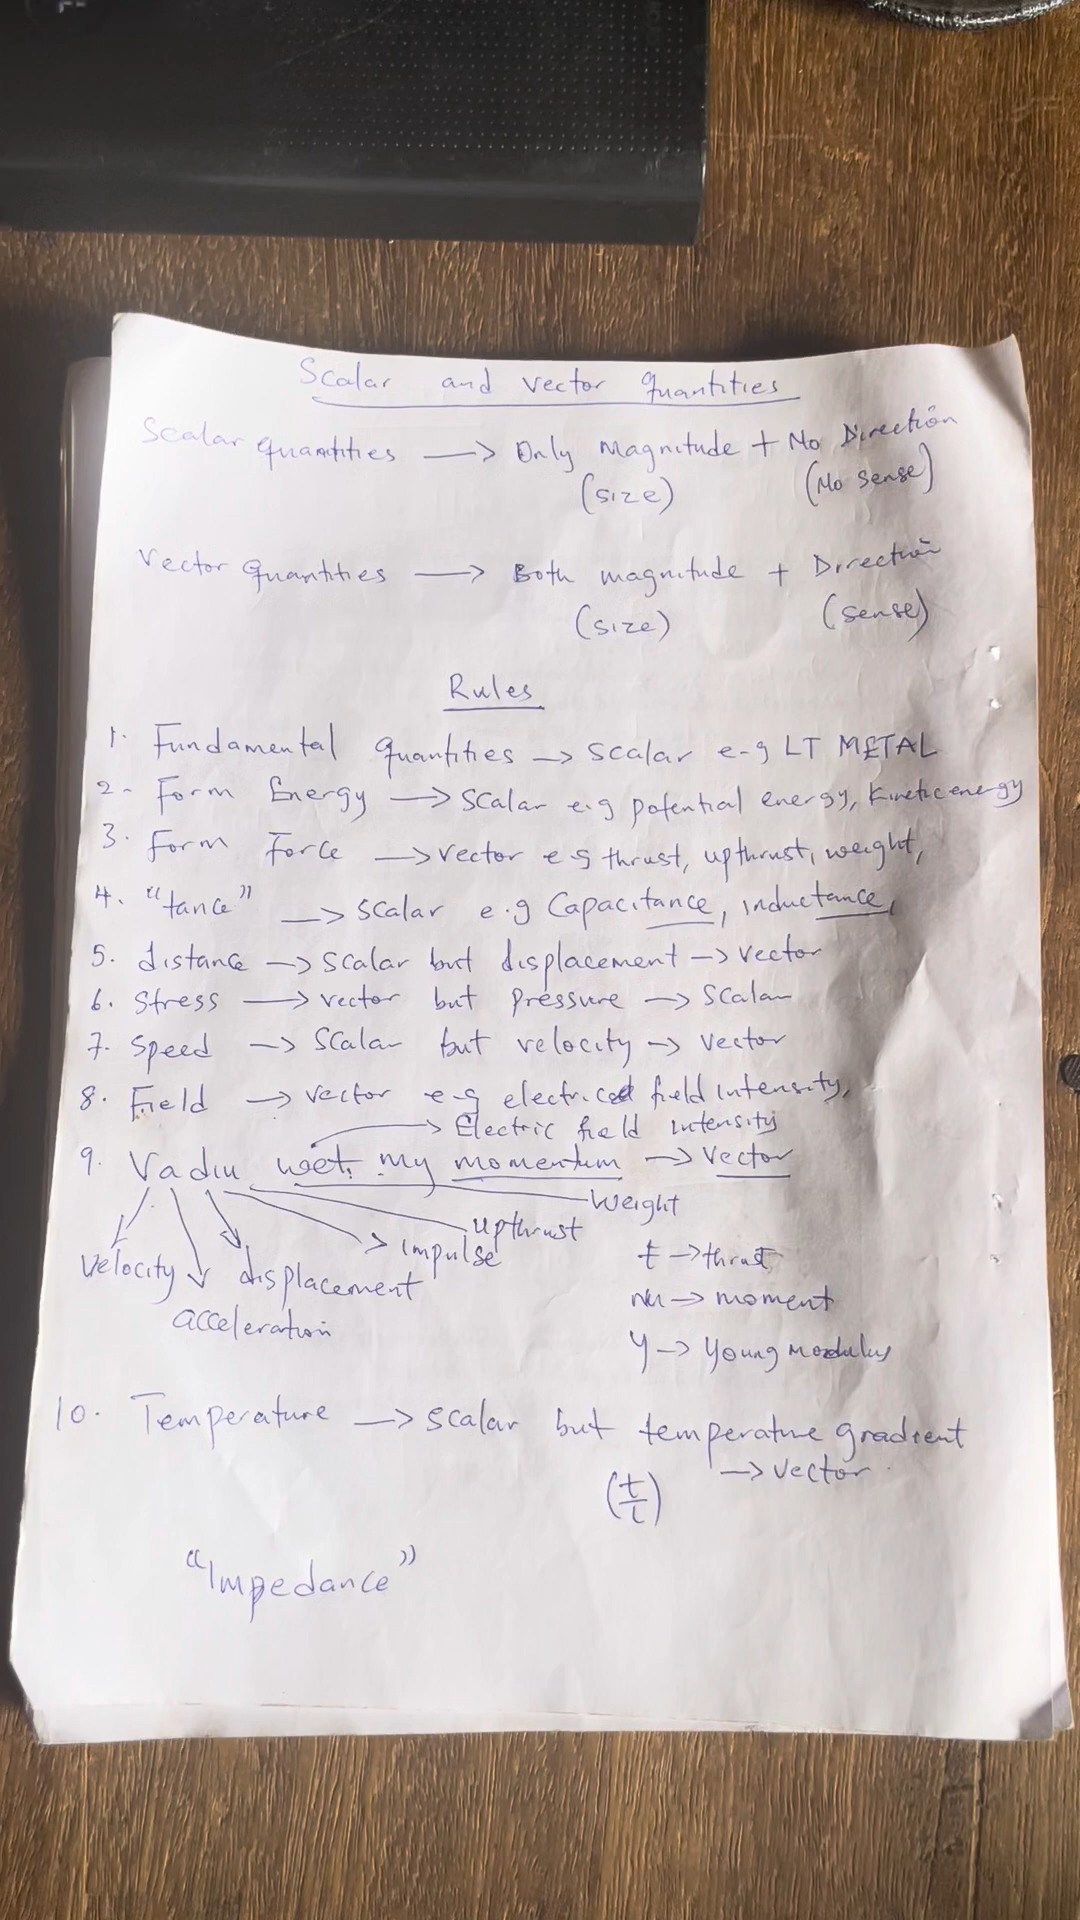 Scalar and vector Quantities
Scalar quantities → Only Magnitude + No Direction
(size) (No sense)
Vector Quantities → Both magnitude + Direction
(size) (sense)
Rules
1. Fundamental quantities → scalar e-g LT METAL
2- Form Energy → scalar e.g potential energy, kinetic energy
3. Form Force → vector e g thrust, upthrust, weight,
4. "tance" → scalar e.g Capacitance, inductance,
5. distance → scalar but displacement → vector
6. Stress → vector but pressure → scalar
7. Speed → scalar but velocity → vector
8. Field → vector e-g electrical field intensity,
→ Electric field intensity
9. Vadiu wet my momentum → vector
Weight
upthrust
impulse
t → thrust
velocity
displacement
m → moment
acceleration
y → young modulus
10. Temperature → scalar but temperature gradient
→ vector
(t/l)
"Impedance"